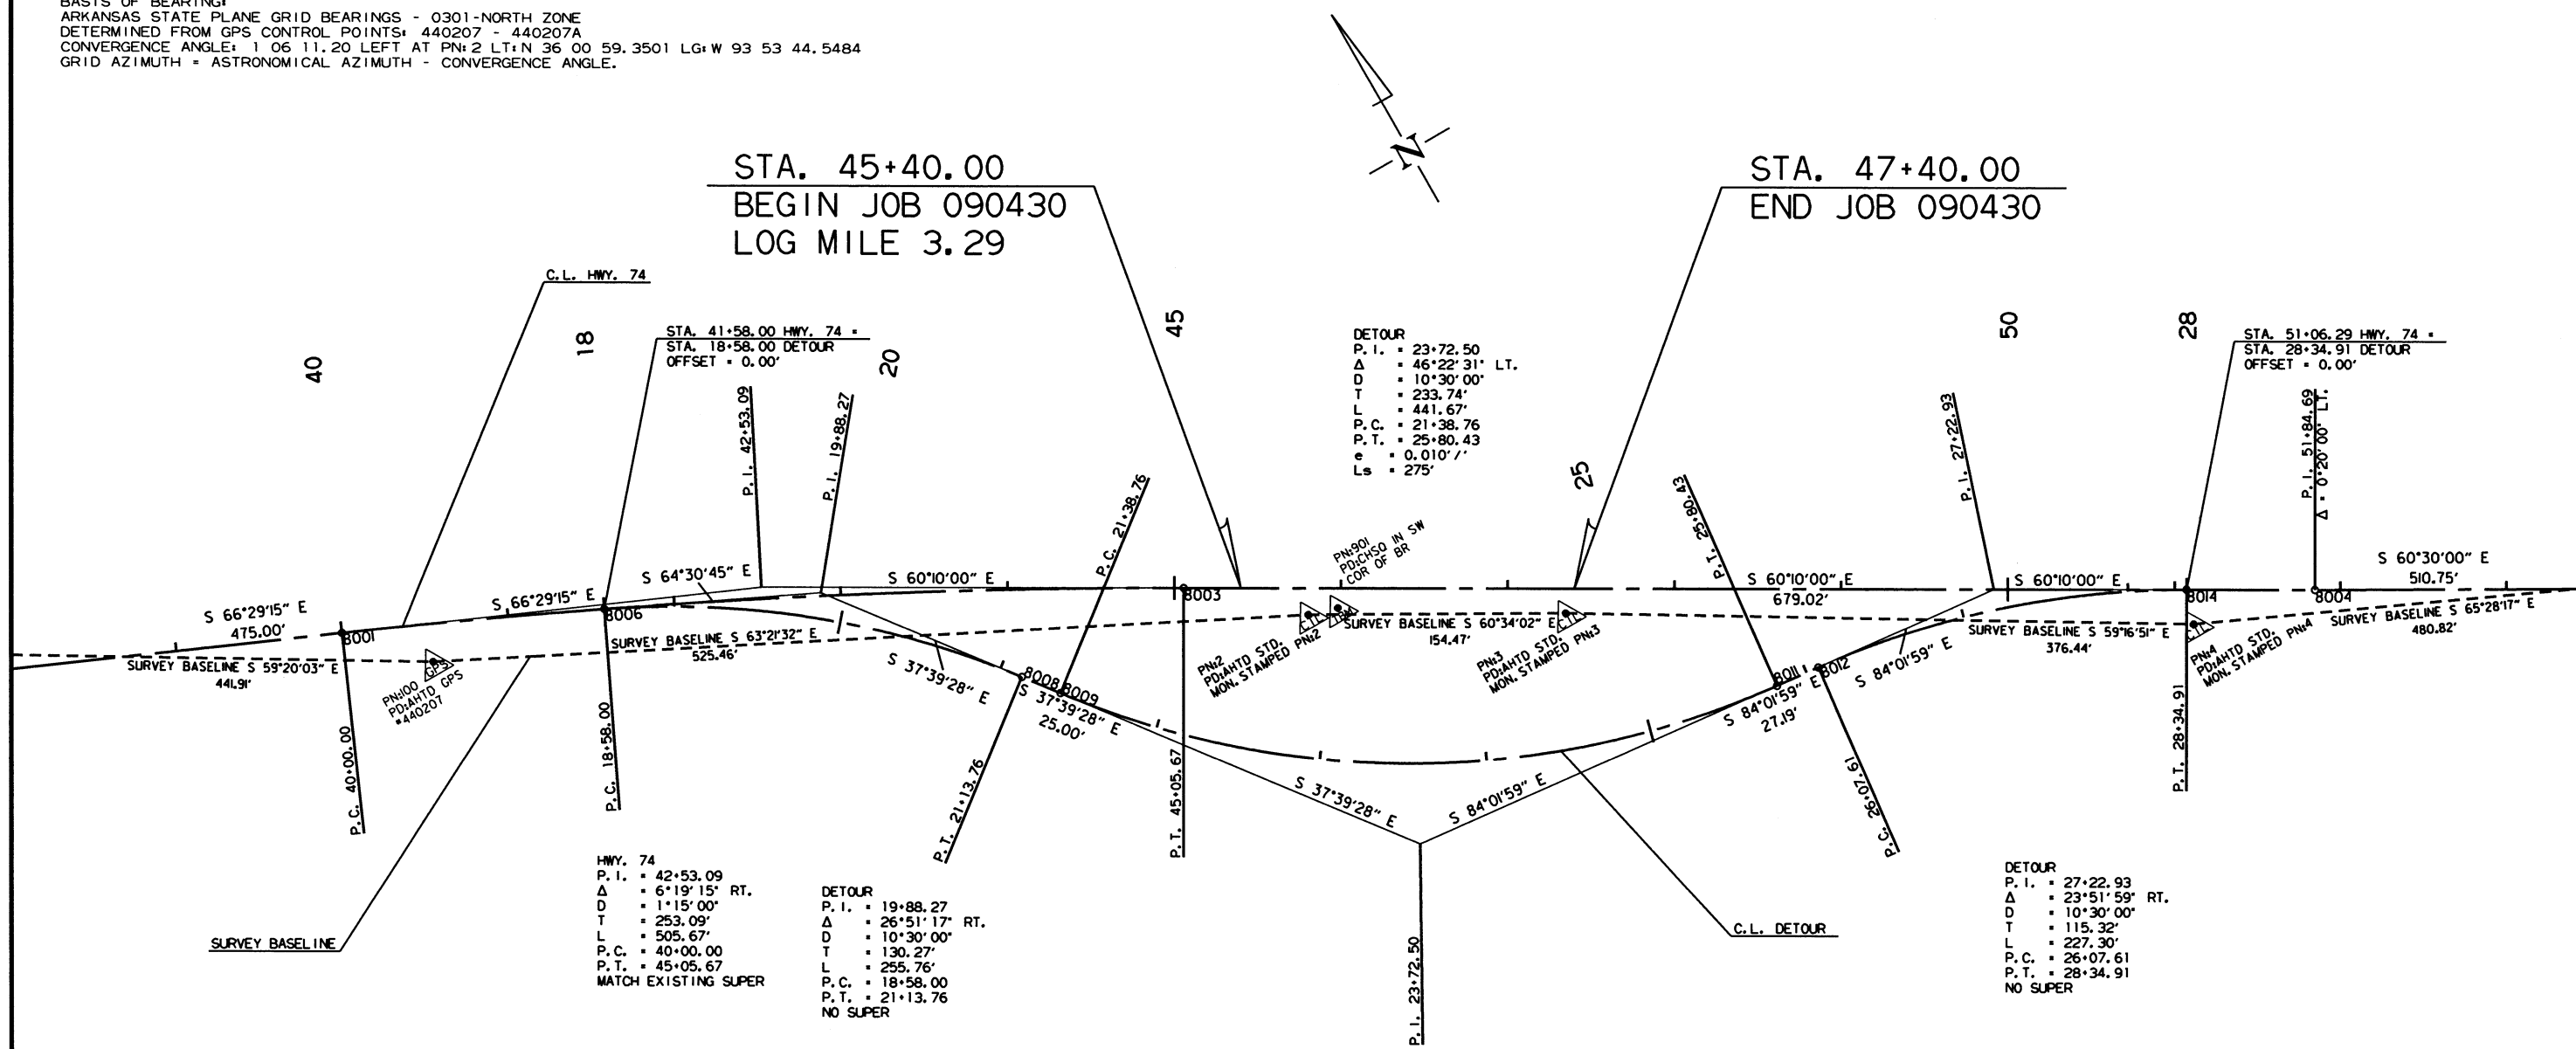 BASIS OF BEARING:
ARKANSAS STATE PLANE GRID BEARINGS - 0301-NORTH ZONE
DETERMINED FROM GPS CONTROL POINTS: 440207 - 440207A
CONVERGENCE ANGLE: 1 06 11.20 LEFT AT PN:2 LT:N 36 00 59.3501 LG:W 93 53 44.5484
GRID AZIMUTH = ASTRONOMICAL AZIMUTH - CONVERGENCE ANGLE.
N
STA. 45+40.00
BEGIN JOB 090430
LOG MILE 3.29
STA. 47+40.00
END JOB 090430
C.L. HWY. 74
40
18
20
45
25
50
28
STA. 41+58.00 HWY. 74 =
STA. 18+58.00 DETOUR
OFFSET = 0.00'
DETOUR
P.I. = 23+72.50
Δ = 46°22'31" LT.
D = 10°30'00"
T = 233.74'
L = 441.67'
P.C. = 21+38.76
P.T. = 25+80.43
e = 0.010'/'
Ls = 275'
STA. 51+06.29 HWY. 74 =
STA. 28+34.91 DETOUR
OFFSET = 0.00'
P.I. 42+53.09
P.I. 19+88.27
P.C. 21+38.76
P.T. 25+80.43
P.I. 27+22.93
P.I. 51+84.69
Δ = 0°20'00" LT.
S 66°29'15" E
475.00'
8001
S 66°29'15" E
8006
S 64°30'45" E
S 60°10'00" E
8003
PN:901
PD:CHSQ IN SW
COR OF BR
S 60°10'00" E
679.02'
S 60°10'00" E
8014
8004
S 60°30'00" E
510.75'
SURVEY BASELINE S 59°20'03" E
441.91'
GPS
PN:100
PD:AHTD GPS
#440207
SURVEY BASELINE S 63°21'32" E
525.46'
CTL
TBM
PN:2
PD:AHTD STD.
MON. STAMPED PN:2
SURVEY BASELINE S 60°34'02" E
154.47'
CTL
PN:3
PD:AHTD STD.
MON. STAMPED PN:3
SURVEY BASELINE S 59°16'51" E
376.44'
CTL
PN:4
PD:AHTD STD.
MON. STAMPED PN:4
SURVEY BASELINE S 65°28'17" E
480.82'
S 37°39'28" E
8008
8009
S 37°39'28" E
25.00'
S 37°39'28" E
S 84°01'59" E
8011
8012
S 84°01'59" E
27.19'
S 84°01'59" E
P.C. 40+00.00
P.C. 18+58.00
P.T. 21+13.76
P.T. 45+05.67
P.I. 23+72.50
P.C. 26+07.61
P.T. 28+34.91
SURVEY BASELINE
HWY. 74
P.I. = 42+53.09
Δ = 6°19'15" RT.
D = 1°15'00"
T = 253.09'
L = 505.67'
P.C. = 40+00.00
P.T. = 45+05.67
MATCH EXISTING SUPER
DETOUR
P.I. = 19+88.27
Δ = 26°51'17" RT.
D = 10°30'00"
T = 130.27'
L = 255.76'
P.C. = 18+58.00
P.T. = 21+13.76
NO SUPER
C.L. DETOUR
DETOUR
P.I. = 27+22.93
Δ = 23°51'59" RT.
D = 10°30'00"
T = 115.32'
L = 227.30'
P.C. = 26+07.61
P.T. = 28+34.91
NO SUPER